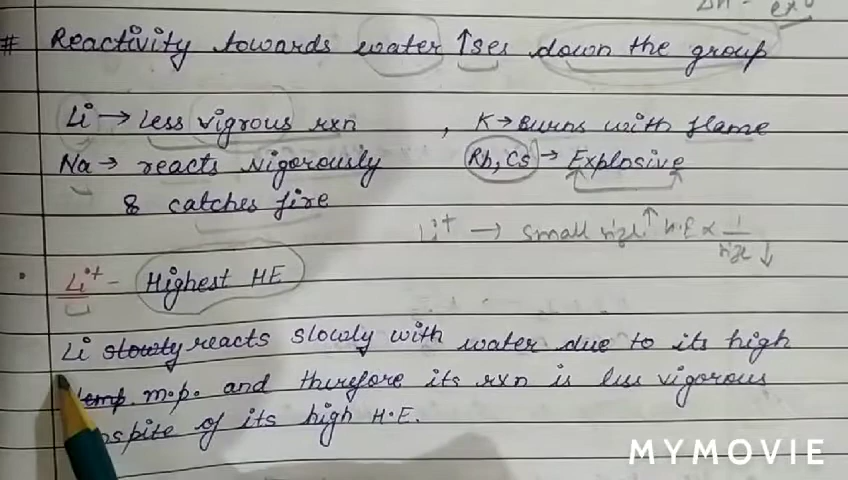 # Reactivity towards water ↑ses down the group
Li → Less vigrous rxn , K → Burns with flame
Na → reacts vigorously (Rb, Cs) → Explosive
& catches fire
Li⁺ → small size↑ H.E ∝ 1/size ↓
• Li⁺ - Highest HE
Li slowly reacts slowly with water due to its high
temp. m.p. and therefore its rxn is less vigorous
inspite of its high H.E.
MYMOVIE